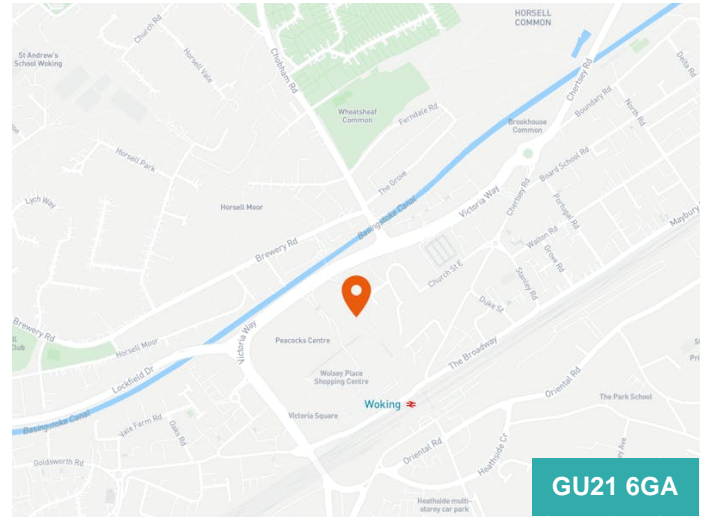 HORSELL
COMMON
St Andrew's
School Woking
Church Rd
Horsell Vale
Chobham Rd
Chertsey Rd
Delta Rd
Wheatsheaf
Common
Ferndale Rd
Boundary Rd
North Rd
Brookhouse
Common
Horsell Park
Board School Rd
The Grove
Lych Way
Horsell Moor
Victoria Way
Chertsey Rd
Portugal Rd
Maybury
Basingstoke Canal
Brewery Rd
Walton Rd
Grove Rd
Church St E
Stanley Rd
Duke St
Brewery Rd
Club
Horsell Moor
Victoria Way
Peacocks Centre
The Broadway
Lockfield Dr
Wolsey Place
Shopping Centre
Oriental Rd
The Park School
Woking
Basingstoke Canal
Vale Farm Rd
Oaks Rd
Victoria Square
Oriental Rd
Heathside Cr
Goldsworth Rd
Heathside multi-
storey car park
GU21 6GA